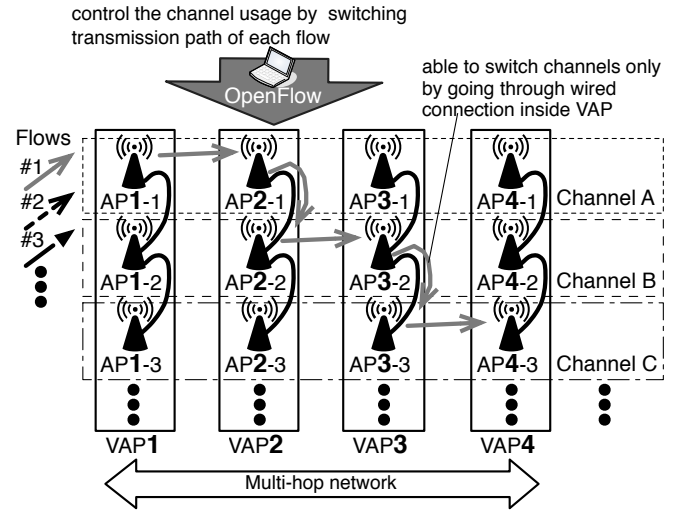 control the channel usage by switching
transmission path of each flow
able to switch channels only
by going through wired
connection inside VAP
OpenFlow
Flows
#1
#2
#3
AP1-1
AP2-1
AP3-1
AP4-1
Channel A
AP1-2
AP2-2
AP3-2
AP4-2
Channel B
AP1-3
AP2-3
AP3-3
AP4-3
Channel C
VAP1
VAP2
VAP3
VAP4
Multi-hop network